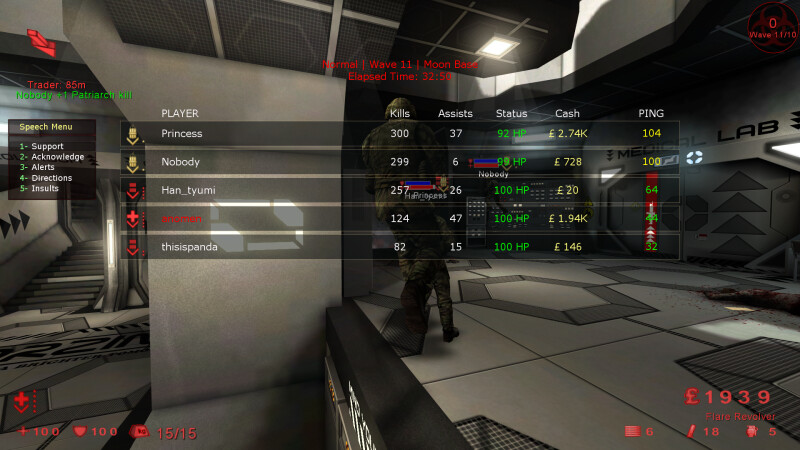 0
Wave 11/10
Normal | Wave 11 | Moon Base
Elapsed Time: 32:50
Trader: 85m
Nobody +1 Patriarch kill
Speech Menu
1- Support
2- Acknowledge
3- Alerts
4- Directions
5- Insults
PLAYER Kills Assists Status Cash PING
Princess 300 37 92 HP £ 2.74K 104
Nobody 299 6 HP £ 728 100
Nobody
Han_tyumi 257 26 100 HP £ 20 64
Princess
124 47 100 HP £ 1.94K
thisispanda 82 15 100 HP £ 146 32
MEDICAL LAB
£ 1939
Flare Revolver
100 100 15/15
6 18 5